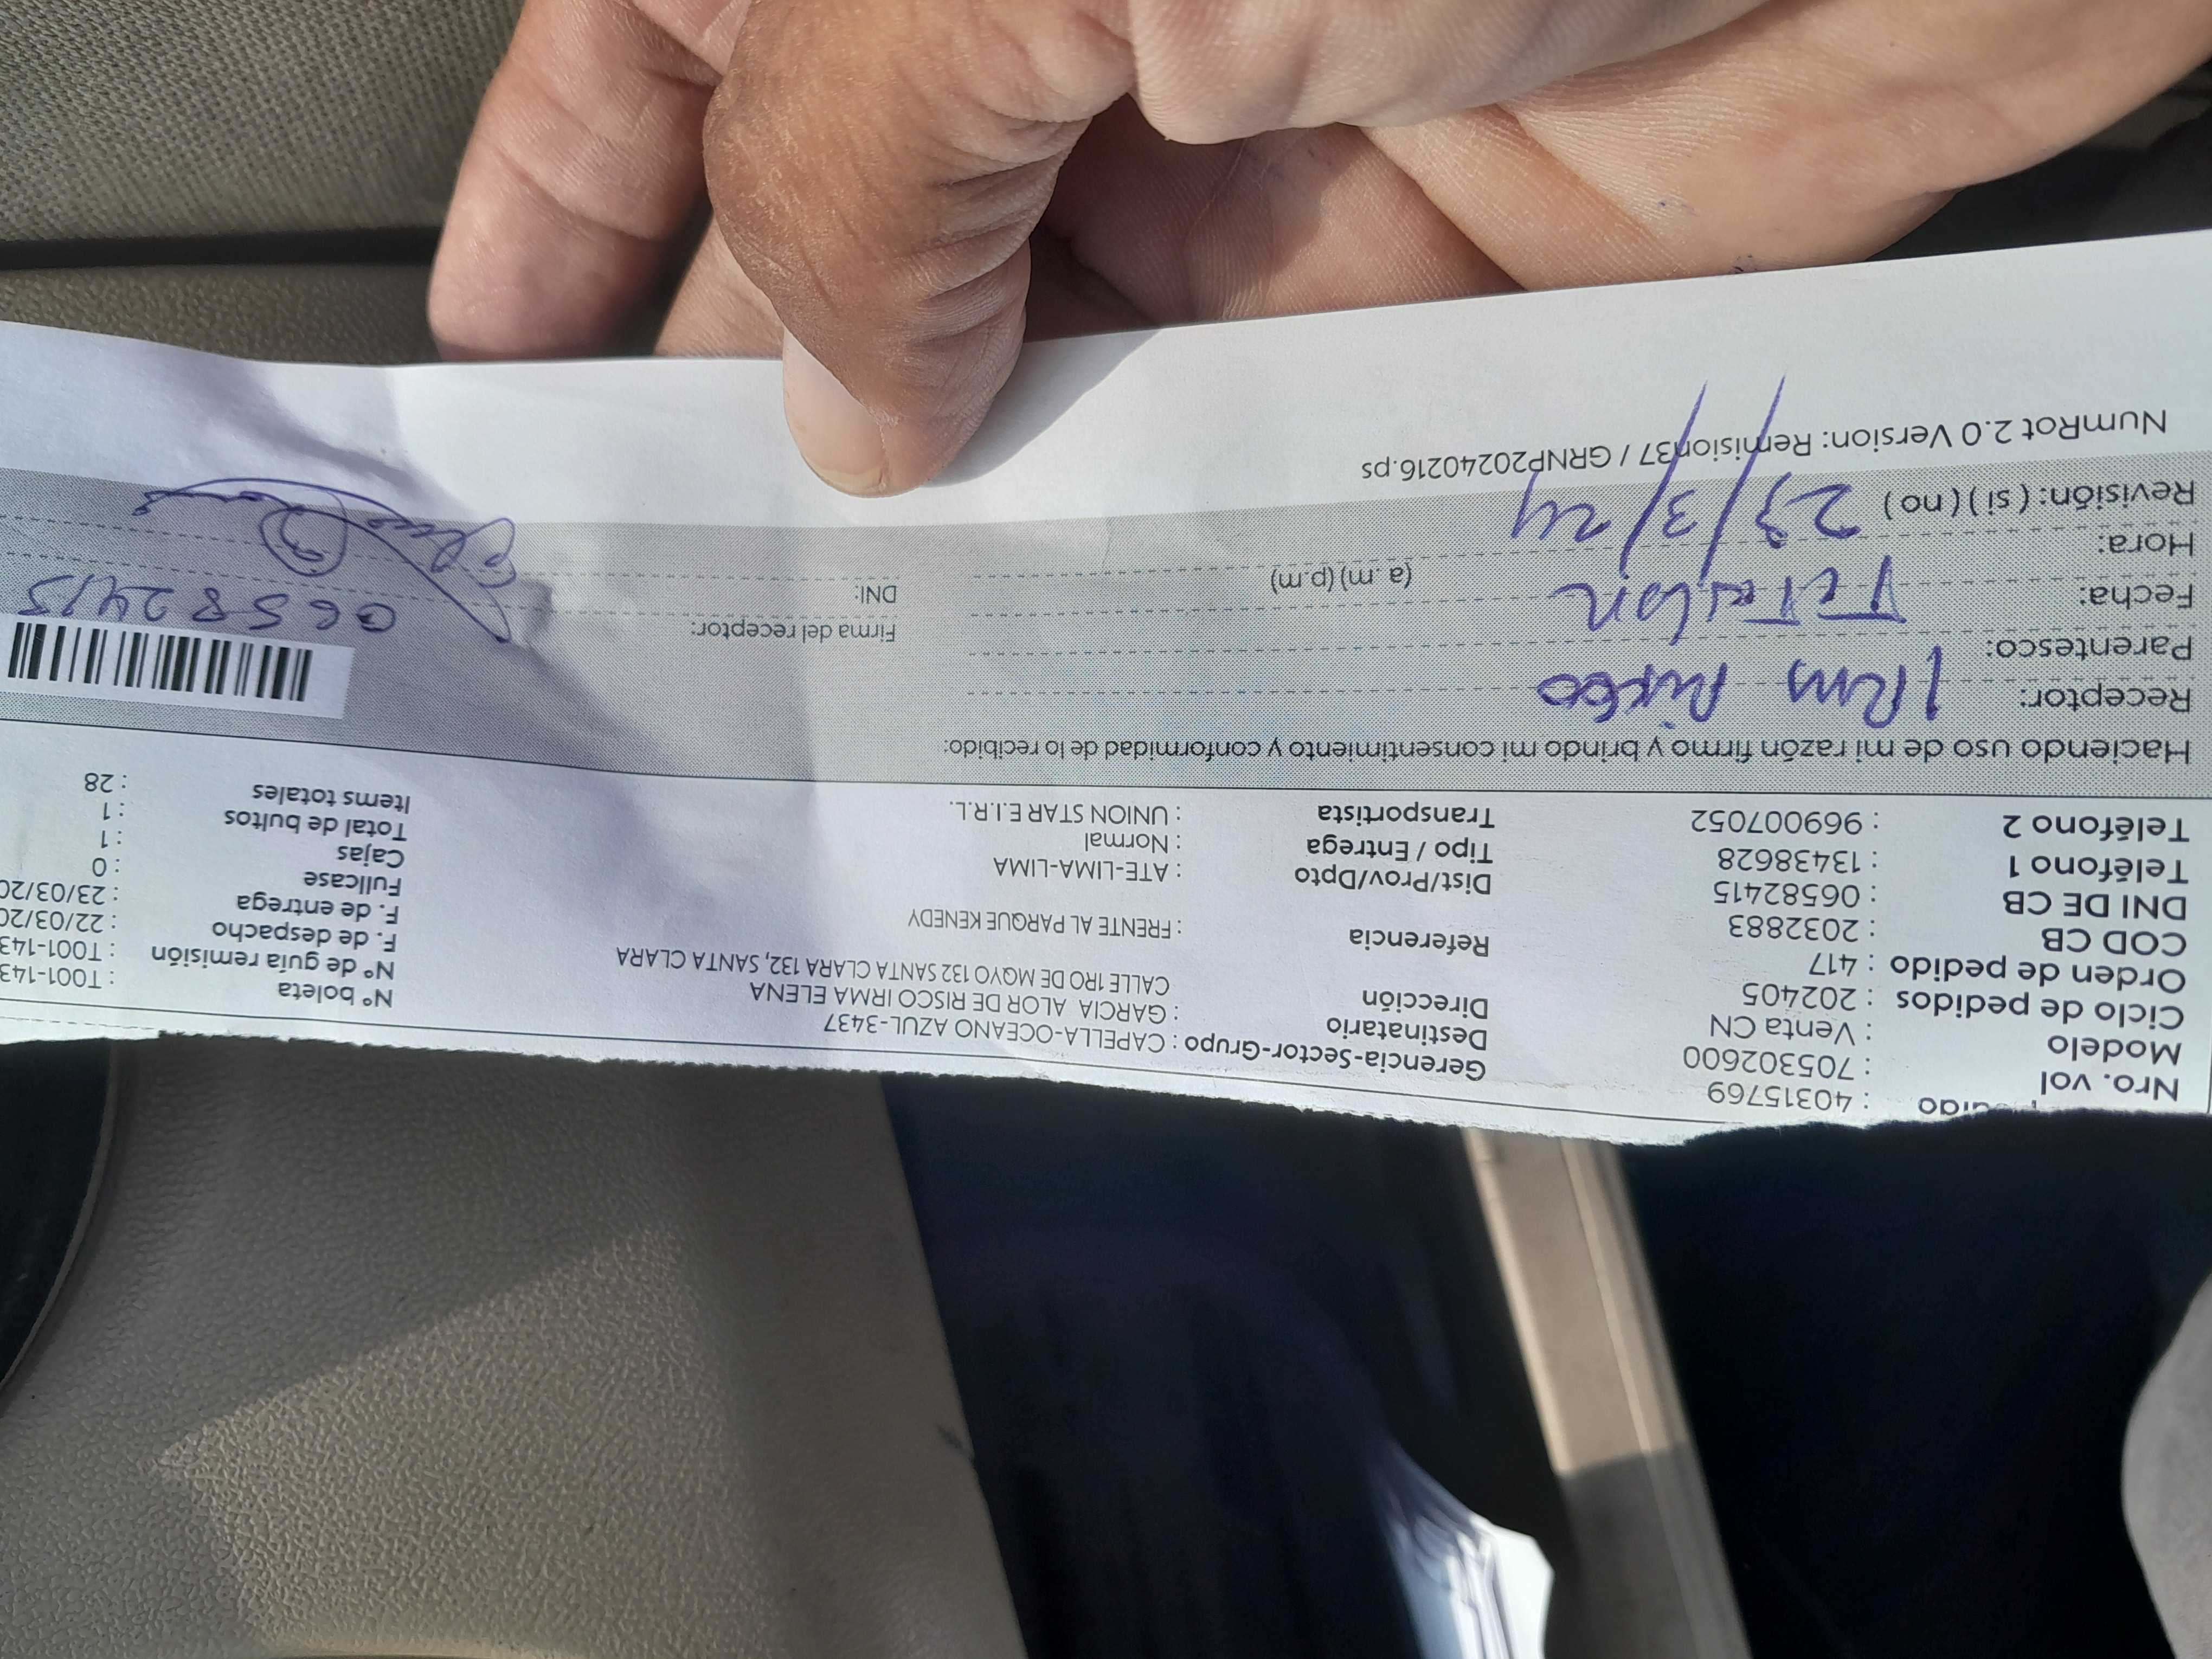 pedido : 40315769
Nro. vol : 705302600
Modelo : Venta CN
Ciclo de pedidos : 202405
Orden de pedido : 417
COD CB : 2032883
DNI DE CB : 06582415
Teléfono 1 : 13438628
Teléfono 2 : 969007052
Gerencia-Sector-Grupo : CAPELLA-OCEANO AZUL-3437
Destinatario : GARCIA ALOR DE RISCO IRMA ELENA
Dirección CALLE 1RO DE MQYO 132 SANTA CLARA 132, SANTA CLARA
Referencia : FRENTE AL PARQUE KENEDY
Dist/Prov/Dpto : ATE-LIMA-LIMA
Tipo / Entrega : Normal
Transportista : UNION STAR E.I.R.L.
Nº boleta : T001-143
Nº de guía remisión : T001-143
F. de despacho : 22/03/20
F. de entrega : 23/03/20
Fullcase : 0
Cajas : 1
Total de bultos : 1
Items totales : 28
Haciendo uso de mi razón firmo y brindo mi consentimiento y conformidad de lo recibido:
Receptor:
Parentesco:
Fecha: Titular
Hora: (a.m) (p.m)
Revisión: ( si ) ( no ) 23/3/24
Firma del receptor:
DNI: 06582415
NumRot 2.0 Version: Remision37 / GRNP20240216.ps